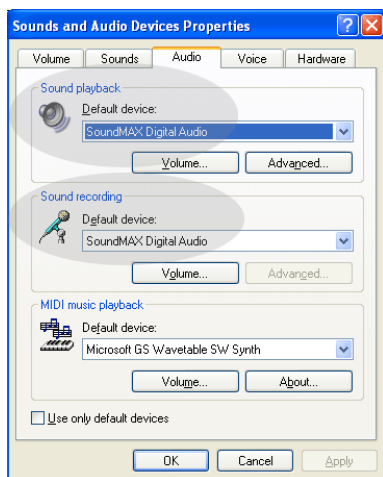 Sounds and Audio Devices Properties
Volume Sounds Audio Voice Hardware
Sound playback
Default device:
SoundMAX Digital Audio
Volume... Advanced...
Sound recording
Default device:
SoundMAX Digital Audio
Volume... Advanced...
MIDI music playback
Default device:
Microsoft GS Wavetable SW Synth
Volume... About...
Use only default devices
OK Cancel Apply